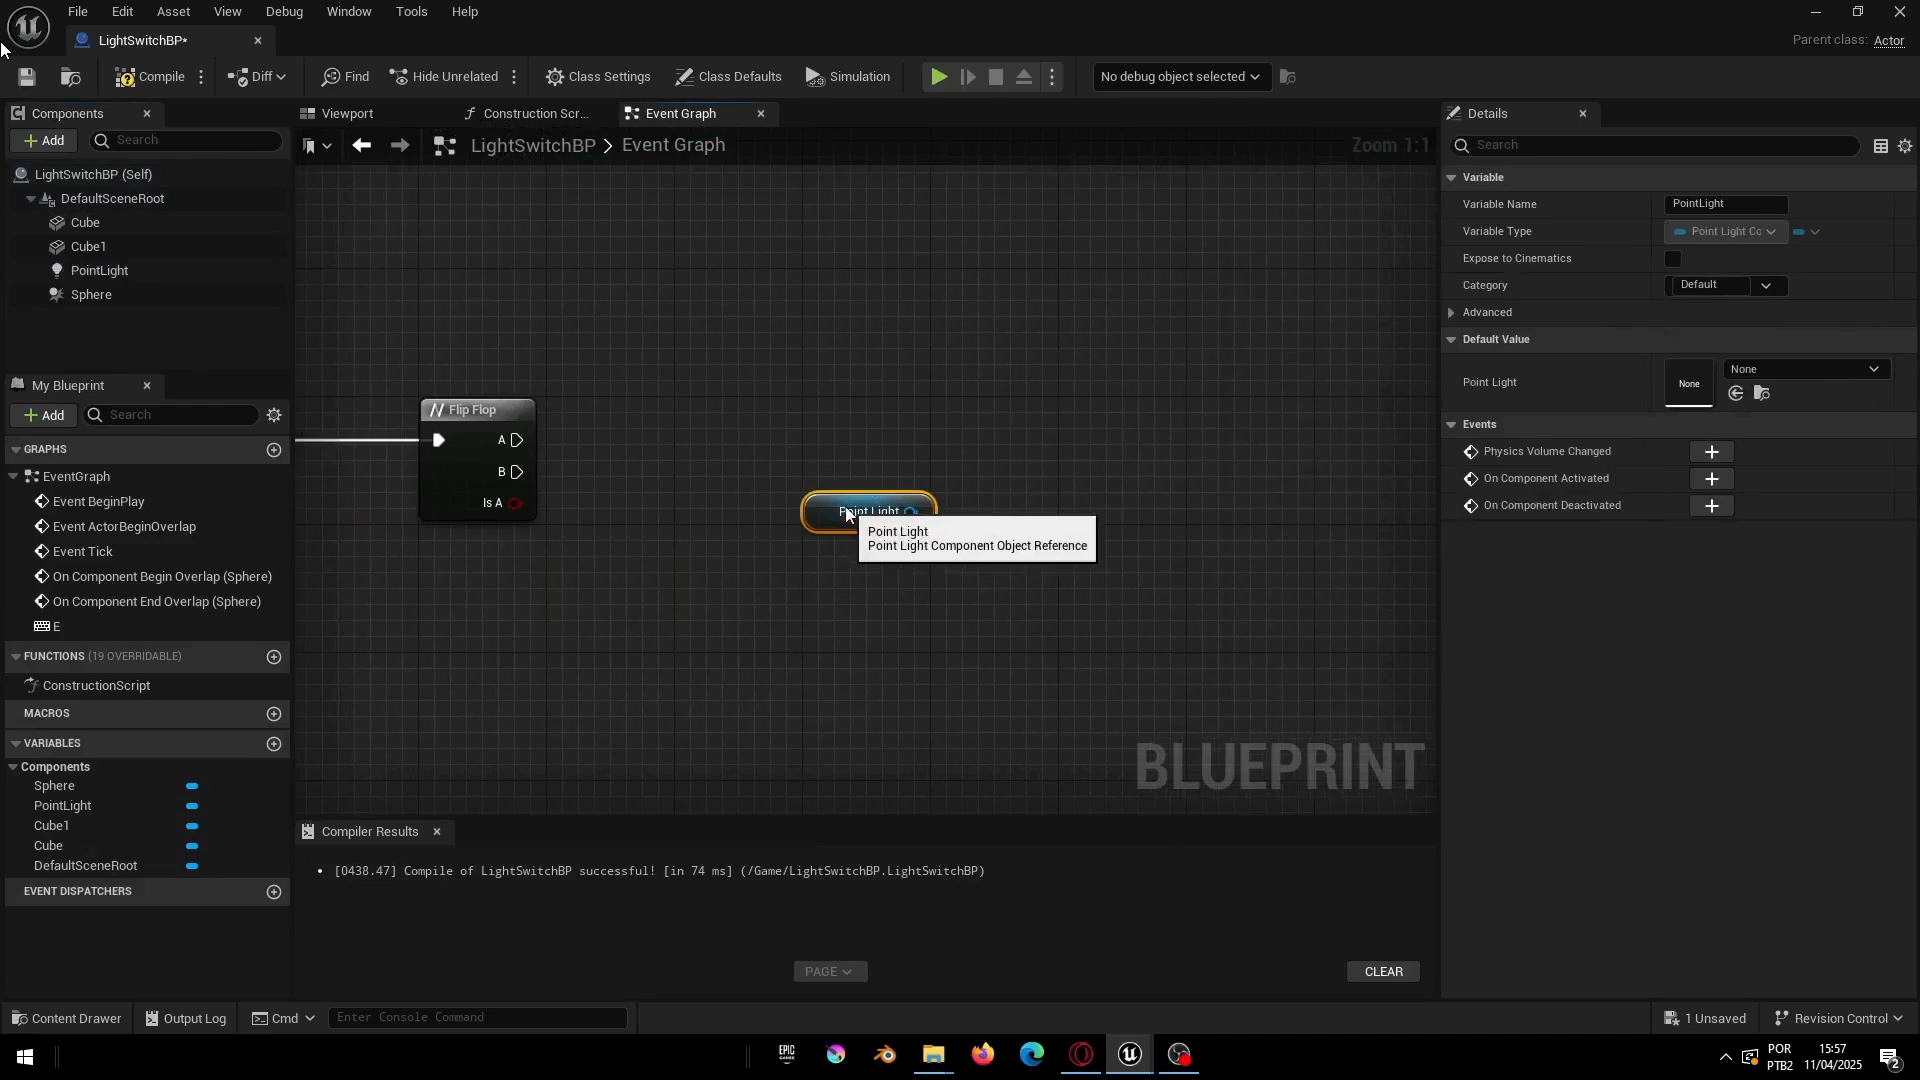 File Edit Asset View Debug Window Tools Help
LightSwitchBP*
Parent class: Actor
Compile Diff Find Hide Unrelated Class Settings Class Defaults Simulation No debug object selected
Components
Add Search
LightSwitchBP (Self)
DefaultSceneRoot
Cube
Cube1
PointLight
Sphere
My Blueprint
Add Search
GRAPHS
EventGraph
Event BeginPlay
Event ActorBeginOverlap
Event Tick
On Component Begin Overlap (Sphere)
On Component End Overlap (Sphere)
E
FUNCTIONS (19 OVERRIDABLE)
ConstructionScript
MACROS
VARIABLES
Components
Sphere
PointLight
Cube1
Cube
DefaultSceneRoot
EVENT DISPATCHERS
Viewport Construction Scr... Event Graph
LightSwitchBP > Event Graph Zoom 1:1
Flip Flop
A
B
Is A
Point Light
Point Light
Point Light Component Object Reference
BLUEPRINT
Compiler Results
[0438.47] Compile of LightSwitchBP successful! [in 74 ms] (/Game/LightSwitchBP.LightSwitchBP)
PAGE CLEAR
Details
Search
Variable
Variable Name PointLight
Variable Type Point Light Cc
Expose to Cinematics
Category Default
Advanced
Default Value
Point Light None None
Events
Physics Volume Changed
On Component Activated
On Component Deactivated
Content Drawer Output Log Cmd Enter Console Command 1 Unsaved Revision Control
EPIC GAMES
POR 15:57
PTB2 11/04/2025 2